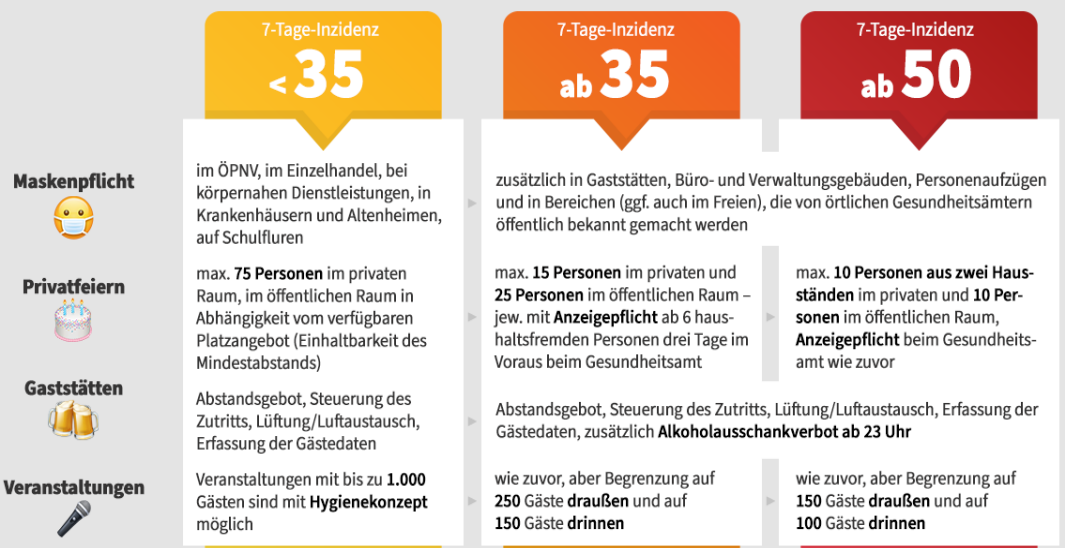 7-Tage-Inzidenz
< 35
7-Tage-Inzidenz
ab 35
7-Tage-Inzidenz
ab 50
Maskenpflicht
im ÖPNV, im Einzelhandel, bei
körpernahen Dienstleistungen, in
Krankenhäusern und Altenheimen,
auf Schulfluren
zusätzlich in Gaststätten, Büro- und Verwaltungsgebäuden, Personenaufzügen
und in Bereichen (ggf. auch im Freien), die von örtlichen Gesundheitsämtern
öffentlich bekannt gemacht werden
Privatfeiern
max. 75 Personen im privaten
Raum, im öffentlichen Raum in
Abhängigkeit vom verfügbaren
Platzangebot (Einhaltbarkeit des
Mindestabstands)
max. 15 Personen im privaten und
25 Personen im öffentlichen Raum –
jew. mit Anzeigepflicht ab 6 haus-
haltsfremden Personen drei Tage im
Voraus beim Gesundheitsamt
max. 10 Personen aus zwei Haus-
ständen im privaten und 10 Per-
sonen im öffentlichen Raum,
Anzeigepflicht beim Gesundheits-
amt wie zuvor
Gaststätten
Abstandsgebot, Steuerung des
Zutritts, Lüftung/Luftaustausch,
Erfassung der Gästedaten
Abstandsgebot, Steuerung des Zutritts, Lüftung/Luftaustausch, Erfassung der
Gästedaten, zusätzlich Alkoholausschankverbot ab 23 Uhr
Veranstaltungen
Veranstaltungen mit bis zu 1.000
Gästen sind mit Hygienekonzept
möglich
wie zuvor, aber Begrenzung auf
250 Gäste draußen und auf
150 Gäste drinnen
wie zuvor, aber Begrenzung auf
150 Gäste draußen und auf
100 Gäste drinnen